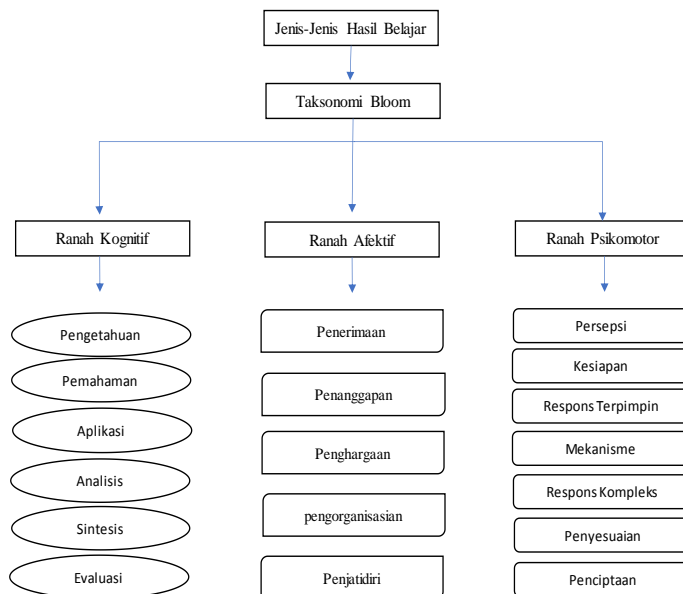 Jenis-Jenis Hasil Belajar
Taksonomi Bloom
Ranah Kognitif
Ranah Afektif
Ranah Psikomotor
Pengetahuan
Pemahaman
Aplikasi
Analisis
Sintesis
Evaluasi
Penerimaan
Penanggapan
Penghargaan
pengorganisasian
Penjatidiri
Persepsi
Kesiapan
Respons Terpimpin
Mekanisme
Respons Kompleks
Penyesuaian
Penciptaan